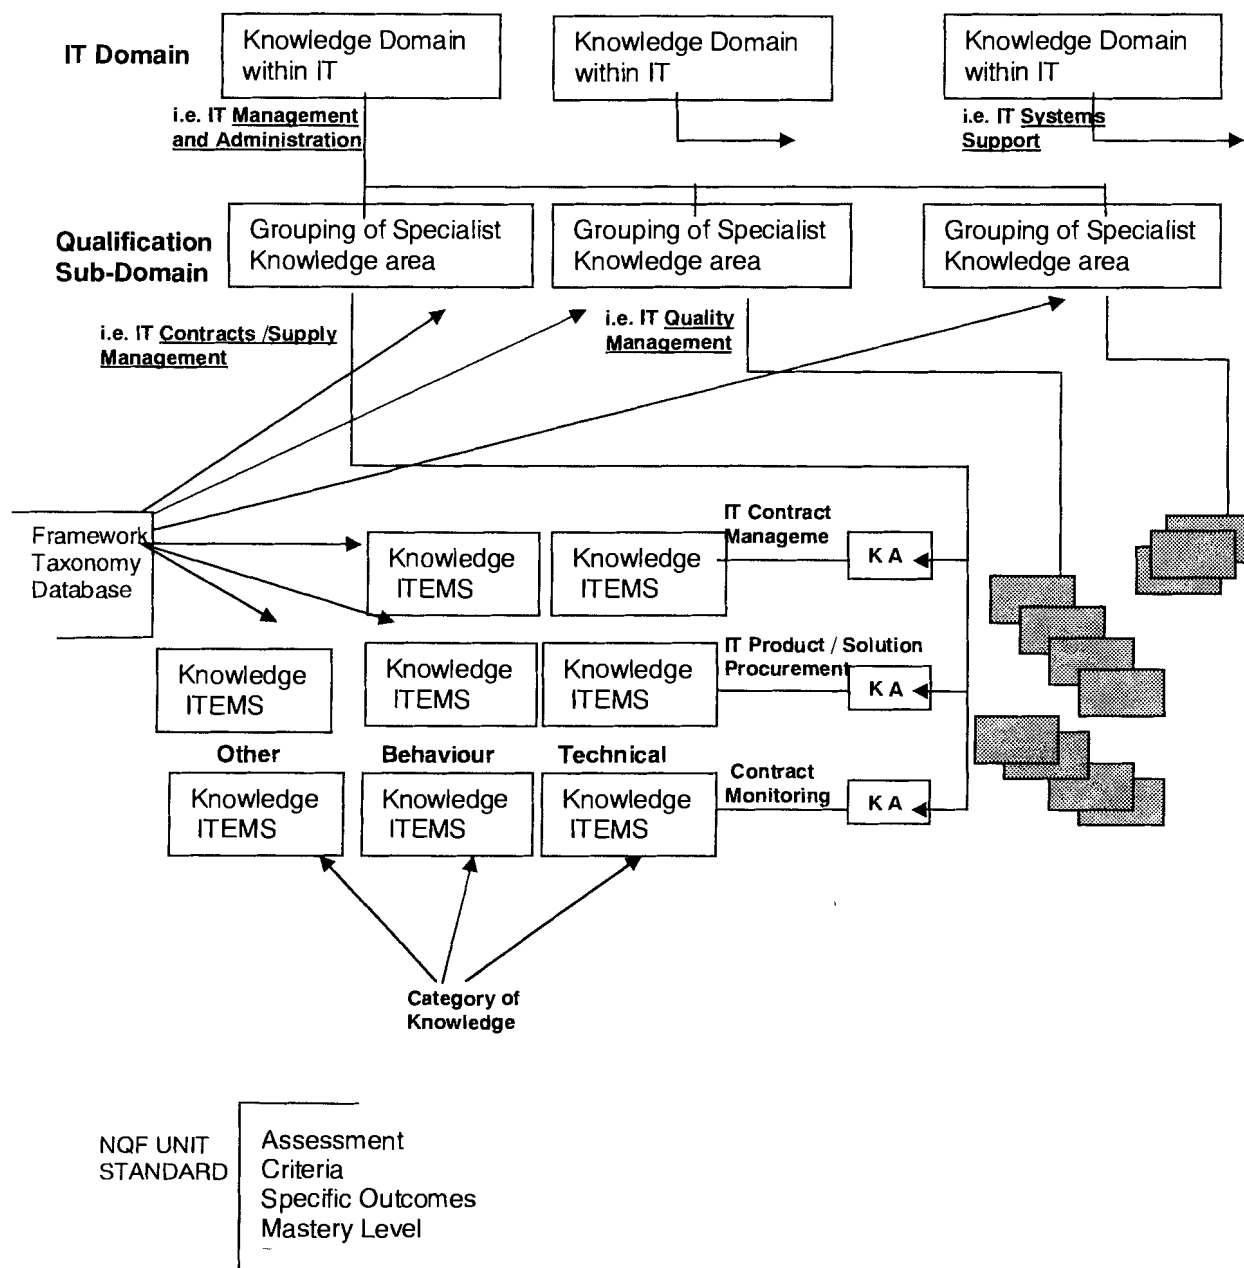 IT Domain
Knowledge Domain
within IT
Knowledge Domain
within IT
Knowledge Domain
within IT
i.e. IT Management
and Administration
i.e. IT Systems
Support
Qualification
Sub-Domain
Grouping of Specialist
Knowledge area
Grouping of Specialist
Knowledge area
Grouping of Specialist
Knowledge area
i.e. IT Contracts /Supply
Management
i.e. IT Quality
Management
Framework
Taxonomy
Database
Knowledge
ITEMS
Knowledge
ITEMS
IT Contract
Manageme
K A
Knowledge
ITEMS
Knowledge
ITEMS
Knowledge
ITEMS
IT Product / Solution
Procurement
K A
Other
Behaviour
Technical
Knowledge
ITEMS
Knowledge
ITEMS
Knowledge
ITEMS
Contract
Monitoring
K A
Category of
Knowledge
NQF UNIT
STANDARD
Assessment
Criteria
Specific Outcomes
Mastery Level